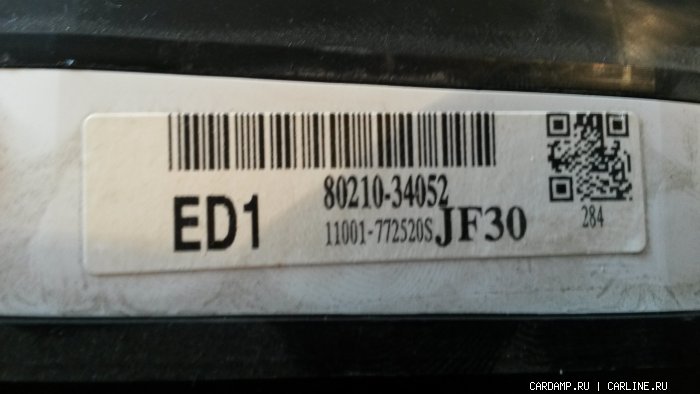 80210-34052
ED1
11001-772520S JF30
284
CARDAMP.RU | CARLINE.RU